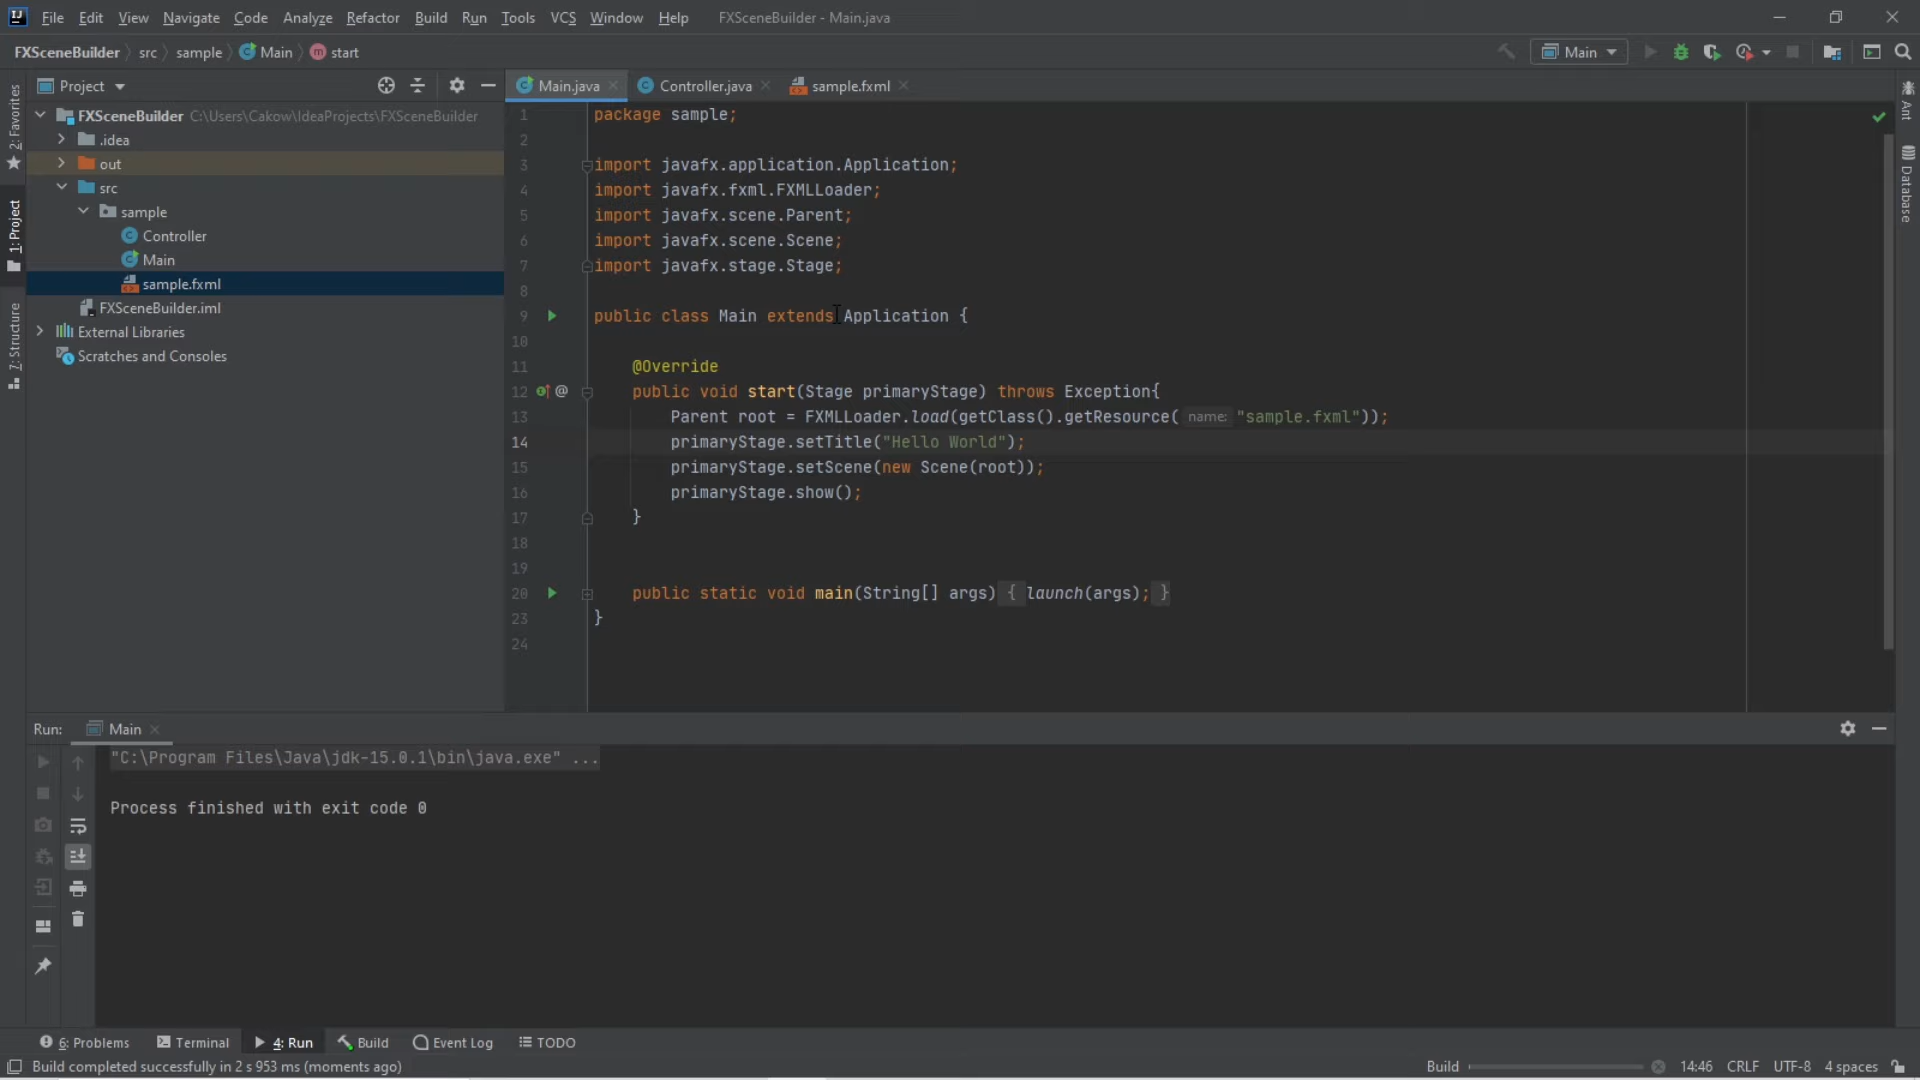 File Edit View Navigate Code Analyze Refactor Build Run Tools VCS Window Help FXSceneBuilder - Main.java
FXSceneBuilder src sample Main start Main
Project Main.java Controller.java sample.fxml
2: Favorites
1: Project
7: Structure
Ant
Database
FXSceneBuilder C:\Users\Cakow\IdeaProjects\FXSceneBuilder
.idea
out
src
sample
Controller
Main
sample.fxml
FXSceneBuilder.iml
External Libraries
Scratches and Consoles
1 package sample;
2
3 import javafx.application.Application;
4 import javafx.fxml.FXMLLoader;
5 import javafx.scene.Parent;
6 import javafx.scene.Scene;
7 import javafx.stage.Stage;
8
9 public class Main extends Application {
10
11 @Override
12 public void start(Stage primaryStage) throws Exception{
13 Parent root = FXMLLoader.load(getClass().getResource( name: "sample.fxml"));
14 primaryStage.setTitle("Hello World");
15 primaryStage.setScene(new Scene(root));
16 primaryStage.show();
17 }
18
19
20 public static void main(String[] args) { launch(args); }
23 }
24
Run: Main
"C:\Program Files\Java\jdk-15.0.1\bin\java.exe" ...
Process finished with exit code 0
6: Problems Terminal 4: Run Build Event Log TODO
Build completed successfully in 2 s 953 ms (moments ago) Build 14:46 CRLF UTF-8 4 spaces